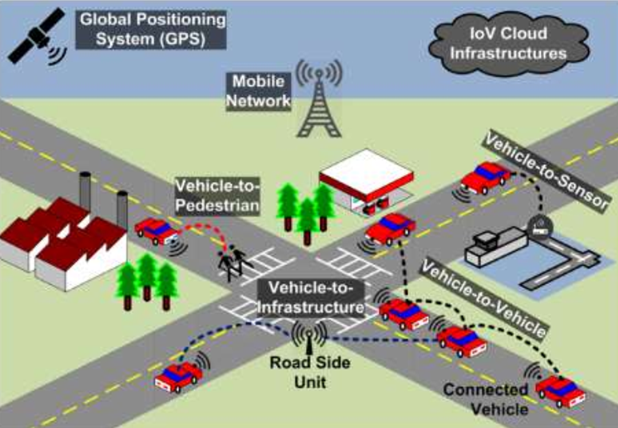 Global Positioning
System (GPS)
IoV Cloud
Infrastructures
Mobile
Network
Vehicle-to-Sensor
Vehicle-to-
Pedestrian
Vehicle-to-
Infrastructure
Vehicle-to-Vehicle
Road Side
Unit
Connected
Vehicle